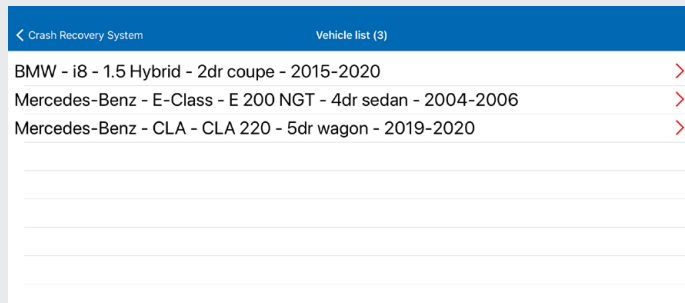 Crash Recovery System
Vehicle list (3)
BMW - i8 - 1.5 Hybrid - 2dr coupe - 2015-2020
Mercedes-Benz - E-Class - E 200 NGT - 4dr sedan - 2004-2006
Mercedes-Benz - CLA - CLA 220 - 5dr wagon - 2019-2020